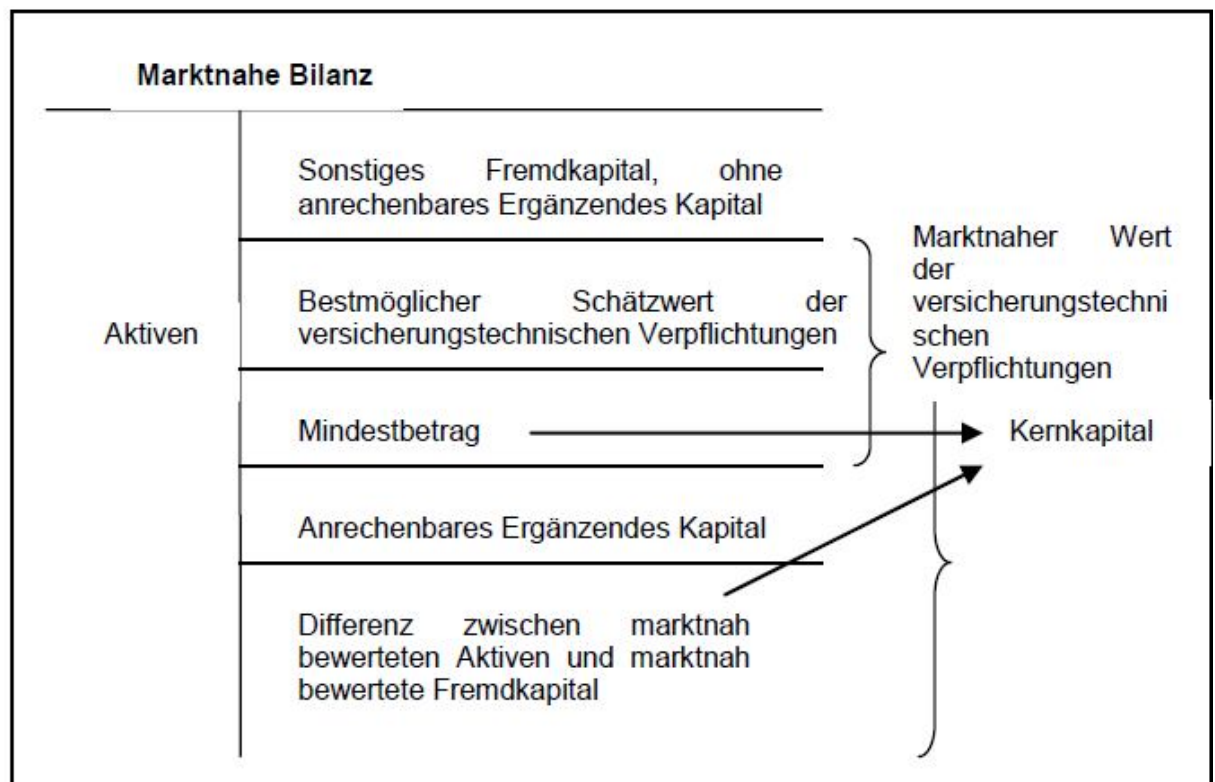 Marktnahe Bilanz
Sonstiges Fremdkapital, ohne
anrechenbares Ergänzendes Kapital
Marktnaher Wert
der
versicherungstechni
schen
Verpflichtungen
Bestmöglicher Schätzwert der
versicherungstechnischen Verpflichtungen
Aktiven
Mindestbetrag
Kernkapital
Anrechenbares Ergänzendes Kapital
Differenz zwischen marktnah
bewerteten Aktiven und marktnah
bewertete Fremdkapital